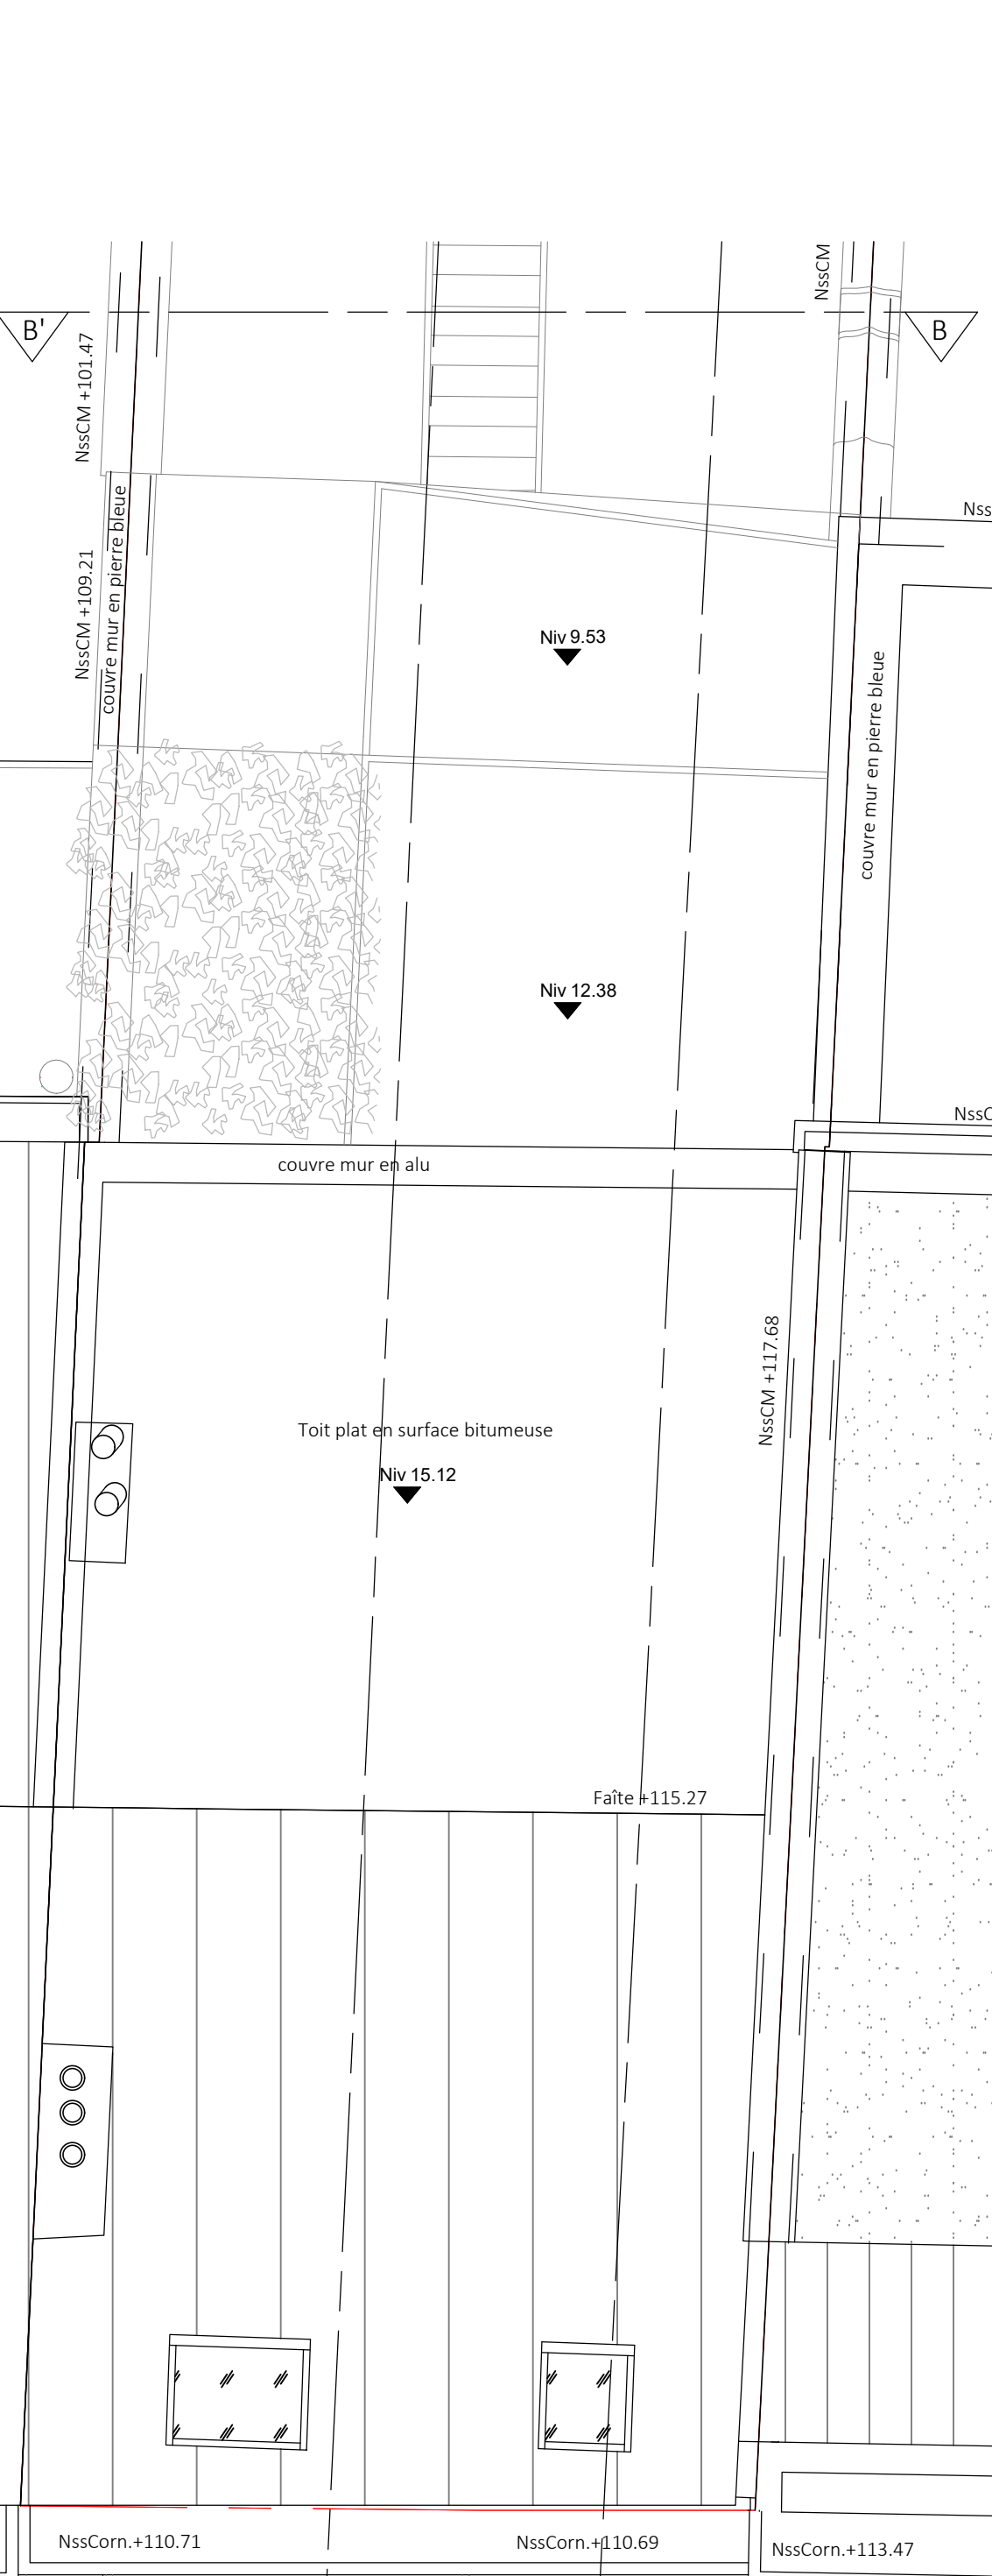 NssCM
B'
B
NssCM +101.47
Nss
couvre mur en pierre bleue
NssCM +109.21
Niv 9.53
couvre mur en pierre bleue
Niv 12.38
NssC
couvre mur en alu
NssCM +117.68
Toit plat en surface bitumeuse
Niv 15.12
Faîte +115.27
NssCorn.+110.71
NssCorn.+110.69
NssCorn.+113.47